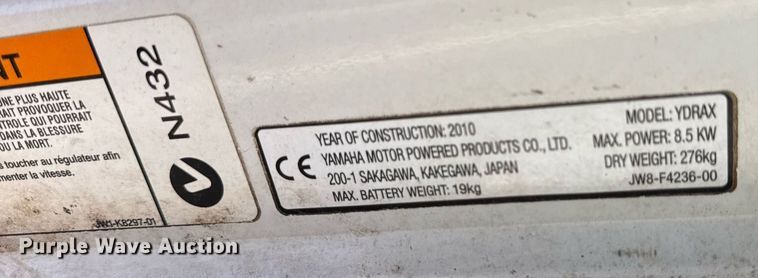 NT
UNE PLUS HAUTE
RAIT PROVOQUER LA
NTROLE QUI POURRAIT
DANS LA BLESSURE
OU LA MORT.
s toucher au régulateur afin
menter la vitesse.
JW1-K8297-01
N432
CE
YEAR OF CONSTRUCTION: 2010
YAMAHA MOTOR POWERED PRODUCTS CO., LTD.
200-1 SAKAGAWA, KAKEGAWA, JAPAN
MAX. BATTERY WEIGHT: 19kg
MODEL: YDRAX
MAX. POWER: 8.5 KW
DRY WEIGHT: 276kg
JW8-F4236-00
Purple Wave Auction